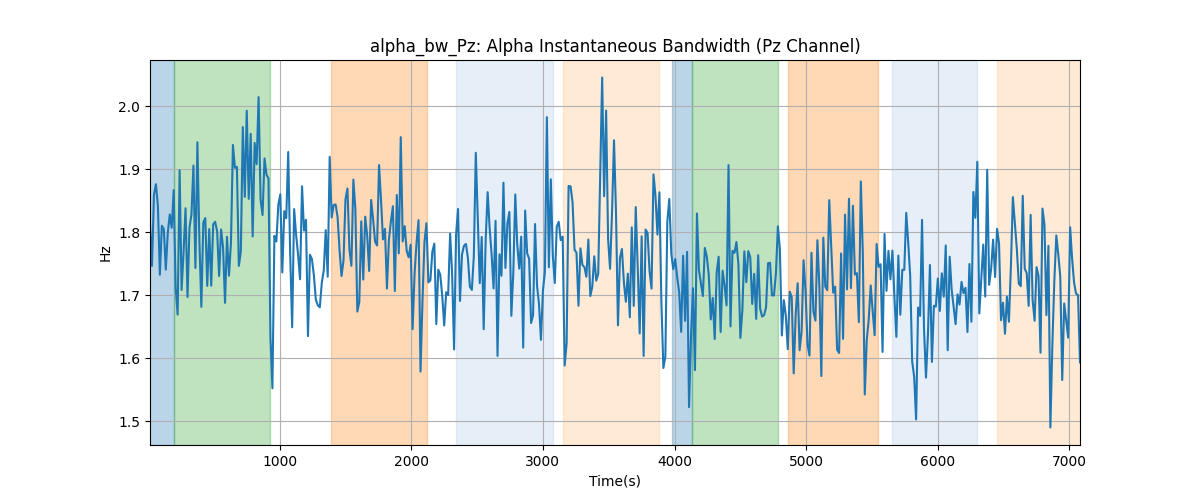 alpha_bw_Pz: Alpha Instantaneous Bandwidth (Pz Channel)
2.0
1.9
1.8
1.7
1.6
1.5
Hz
1000 2000 3000 4000 5000 6000 7000
Time(s)